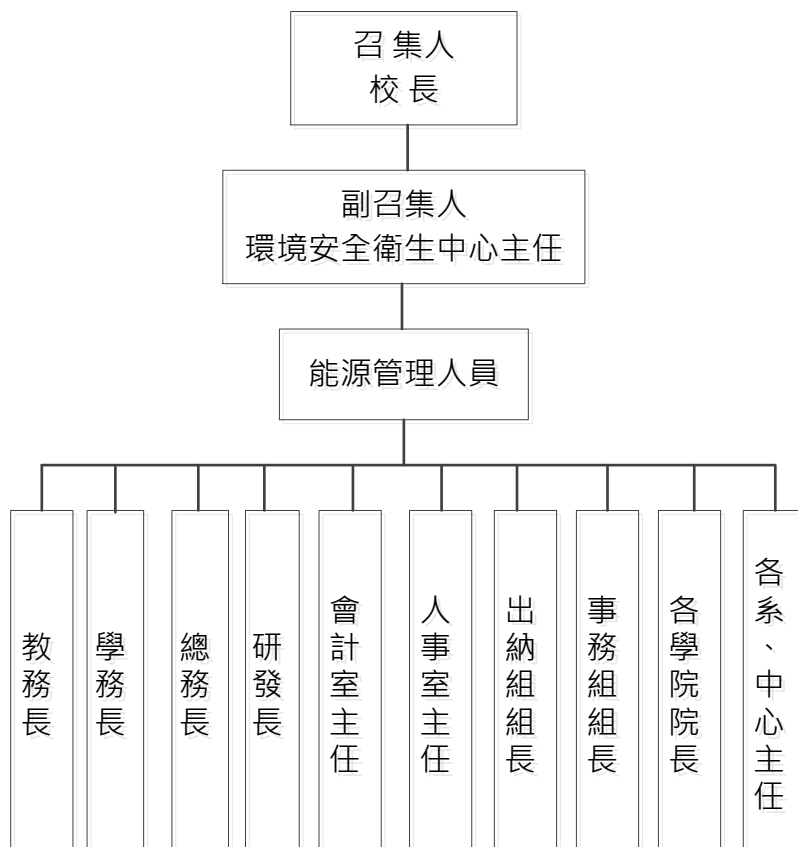 召 集人
校 長
副召集人
環境安全衛生中心主任
能源管理人員
教務長
學務長
總務長
研發長
會計室主任
人事室主任
出納組組長
事務組組長
各學院院長
各系、中心主任